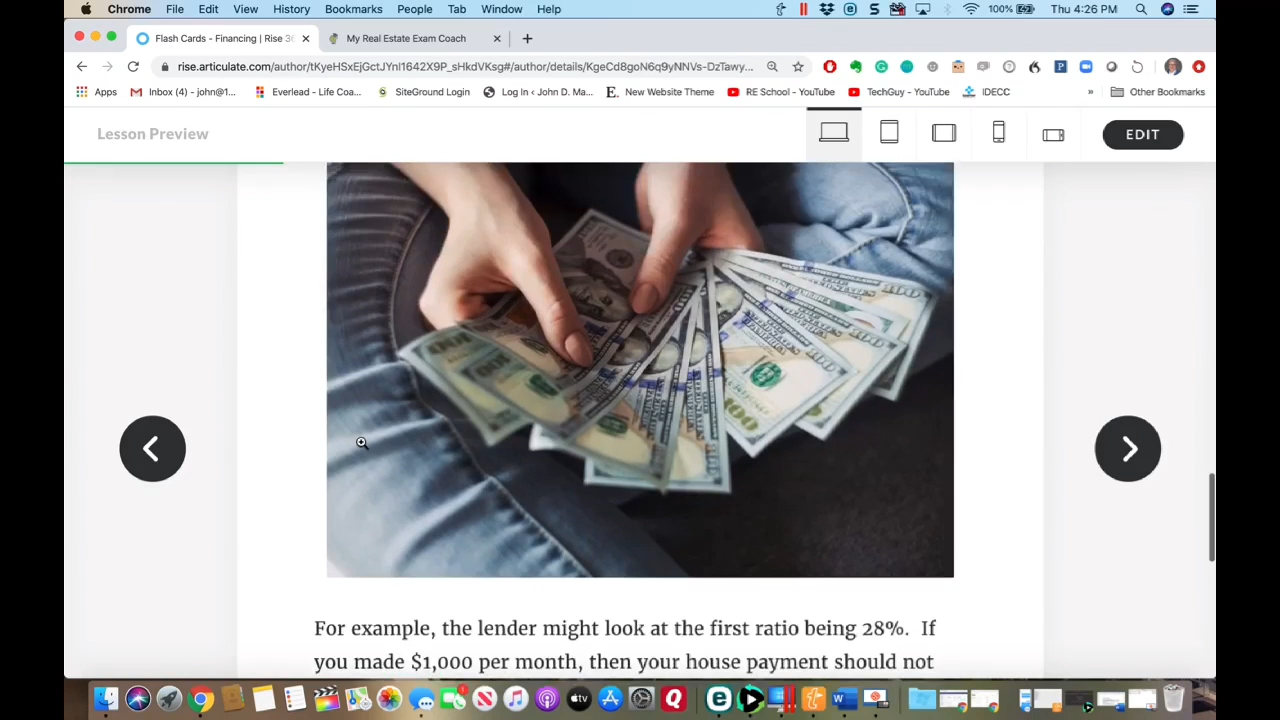 Chrome File Edit View History Bookmarks People Tab Window Help 100% Thu 4:26 PM
Flash Cards - Financing | Rise 36 My Real Estate Exam Coach
rise.articulate.com/author/tKyeHSxEjGctJYnl1642X9P_sHkdVKsg#/author/details/KgeCd8goN6q9yNNVs-DzTawy...
Apps Inbox (4) - john@1... Everlead - Life Coa... SiteGround Login Log In ‹ John D. Ma... New Website Theme RE School - YouTube TechGuy - YouTube IDECC » Other Bookmarks
Lesson Preview EDIT
For example, the lender might look at the first ratio being 28%. If
you made $1,000 per month, then your house payment should not